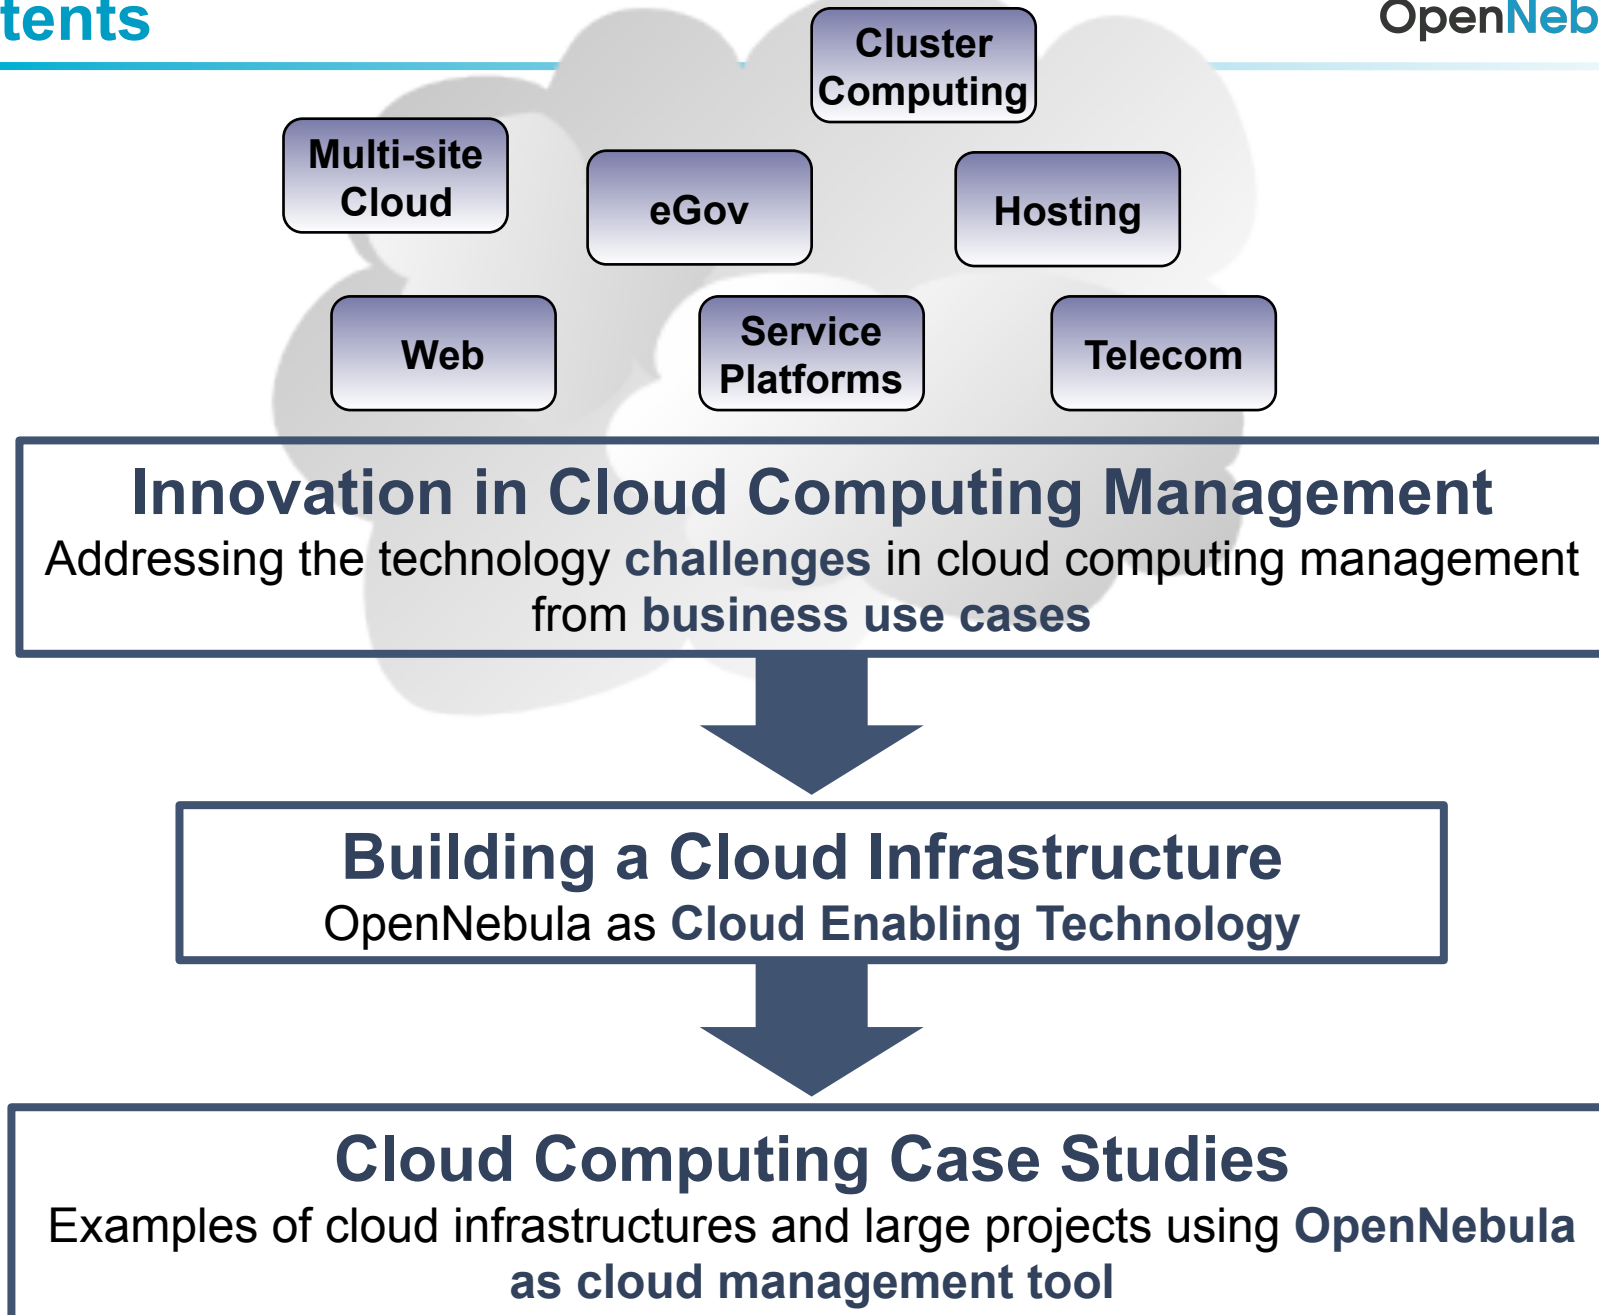 tents
OpenNeb
Cluster
Computing
Multi-site
Cloud
eGov
Hosting
Web
Service
Platforms
Telecom
Innovation in Cloud Computing Management
Addressing the technology challenges in cloud computing management
from business use cases
Building a Cloud Infrastructure
OpenNebula as Cloud Enabling Technology
Cloud Computing Case Studies
Examples of cloud infrastructures and large projects using OpenNebula
as cloud management tool